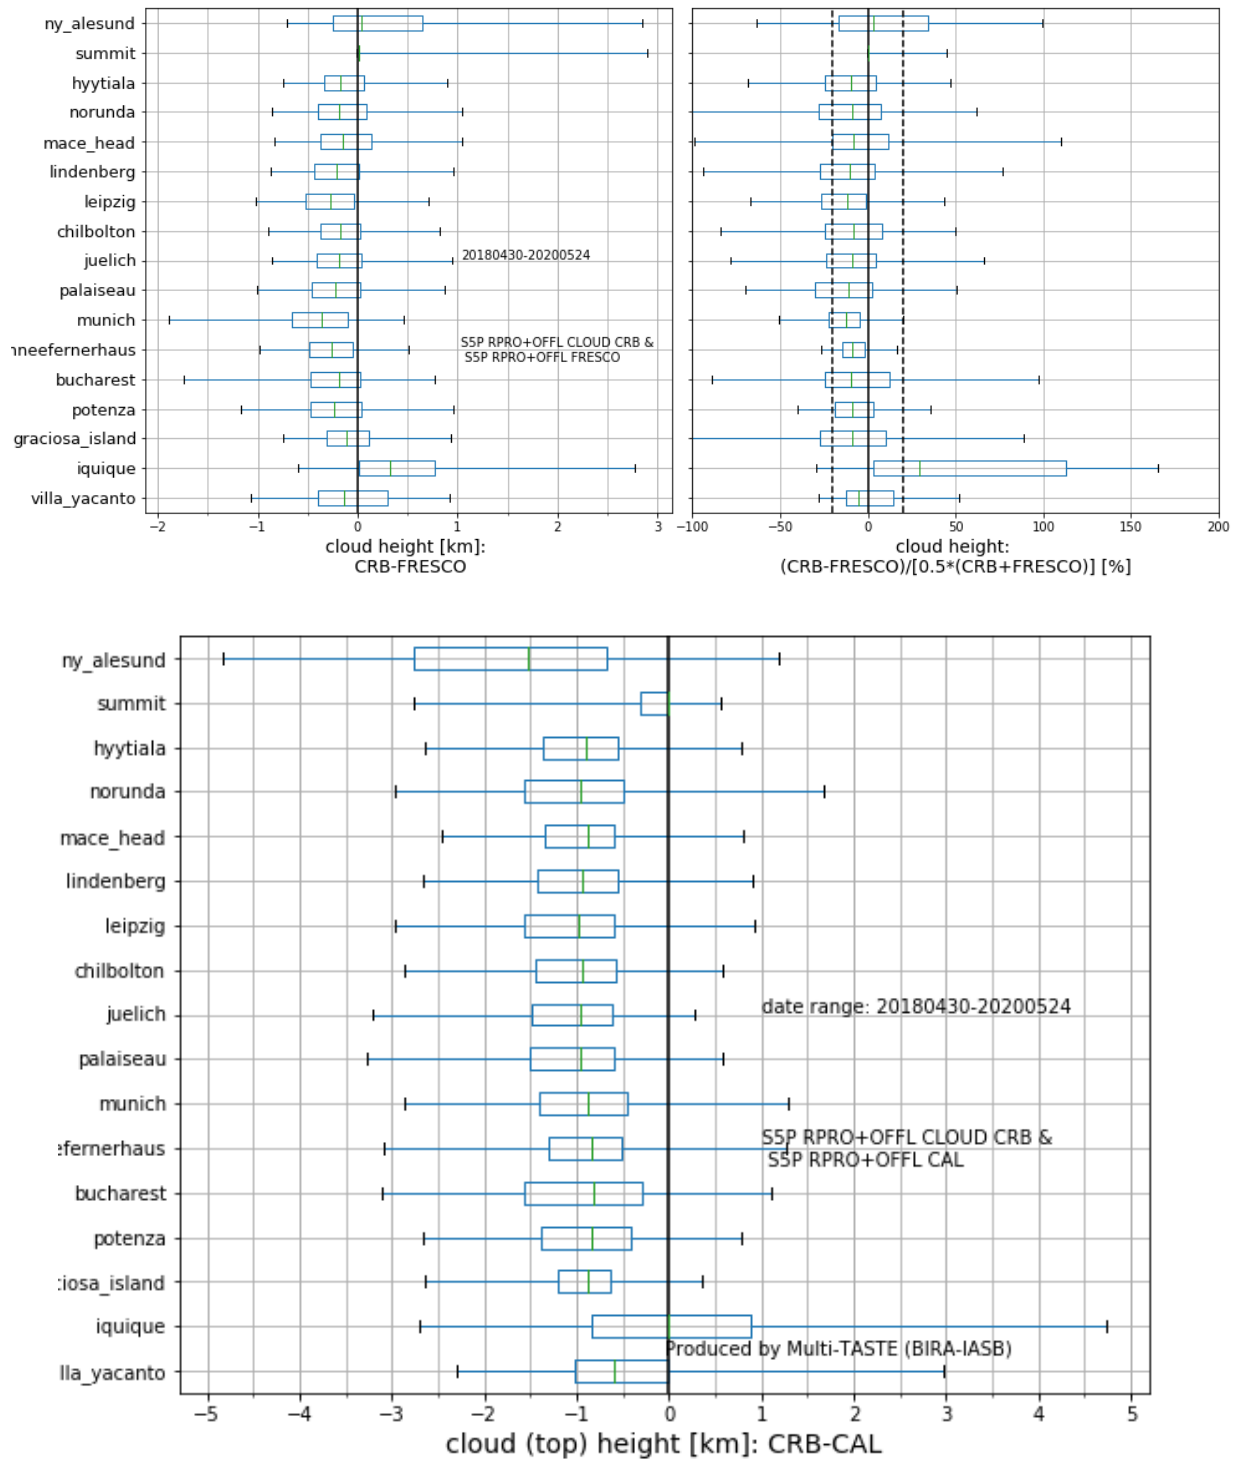 ny_alesund
summit
hyytiala
norunda
mace_head
lindenberg
leipzig
chilbolton
juelich
palaiseau
munich
nneefernerhaus
bucharest
potenza
graciosa_island
iquique
villa_yacanto
20180430-20200524
S5P RPRO+OFFL CLOUD CRB &
S5P RPRO+OFFL FRESCO
−2 −1 0 1 2 3
cloud height [km]:
CRB-FRESCO
−100 −50 0 50 100 150 200
cloud height:
(CRB-FRESCO)/[0.5*(CRB+FRESCO)] [%]
ny_alesund
summit
hyytiala
norunda
mace_head
lindenberg
leipzig
chilbolton
juelich
date range: 20180430-20200524
palaiseau
munich
efernerhaus
S5P RPRO+OFFL CLOUD CRB &
S5P RPRO+OFFL CAL
bucharest
potenza
ciosa_island
iquique
Produced by Multi-TASTE (BIRA-IASB)
lla_yacanto
−5 −4 −3 −2 −1 0 1 2 3 4 5
cloud (top) height [km]: CRB-CAL